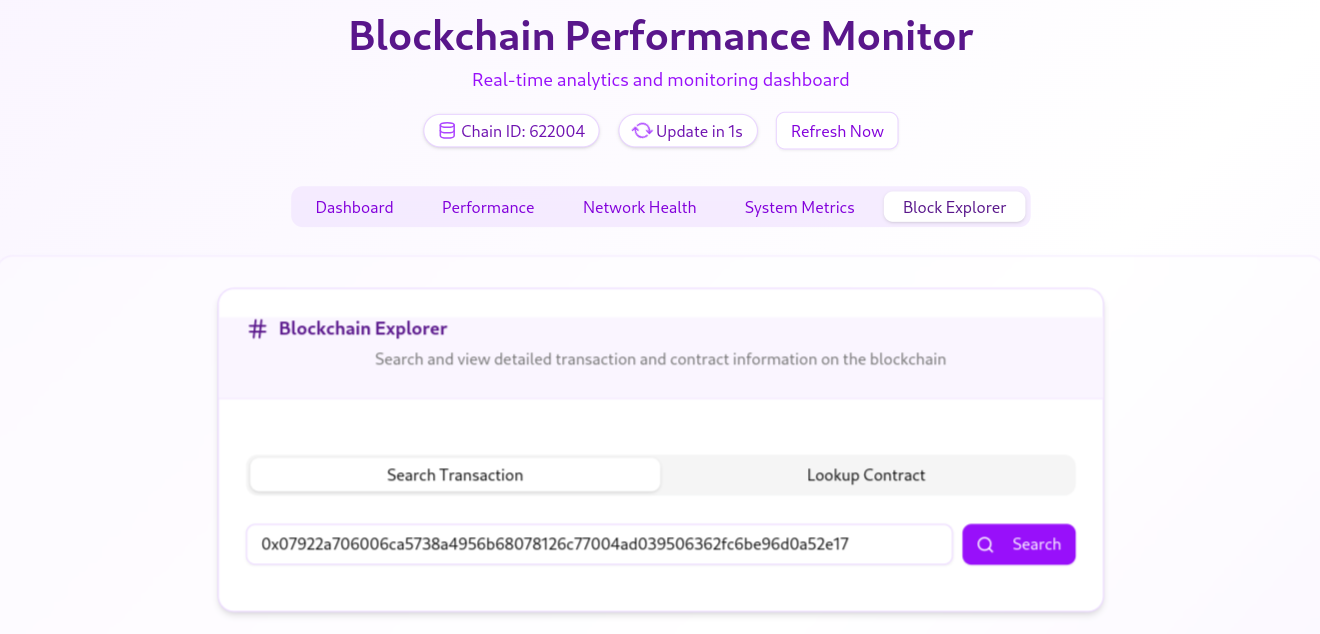 Blockchain Performance Monitor
Real-time analytics and monitoring dashboard
Chain ID: 622004 Update in 1s Refresh Now
Dashboard Performance Network Health System Metrics Block Explorer
Blockchain Explorer
Search and view detailed transaction and contract information on the blockchain
Search Transaction Lookup Contract
0x07922a706006ca5738a4956b68078126c77004ad039506362fc6be96d0a52e17 Search